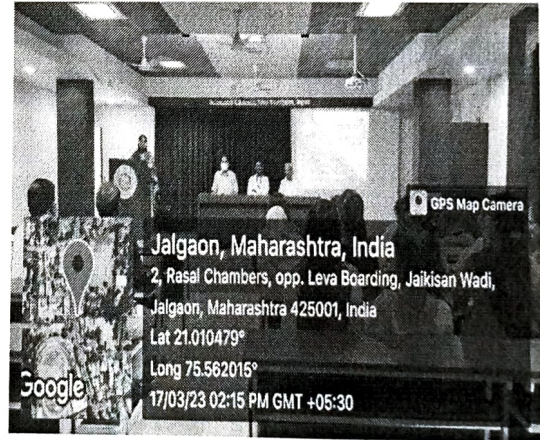 GPS Map Camera
Jalgaon, Maharashtra, India
2, Rasal Chambers, opp. Leva Boarding, Jaikisan Wadi,
Jalgaon, Maharashtra 425001, India
Lat 21.010479°
Long 75.562015°
17/03/23 02:15 PM GMT +05:30
Google